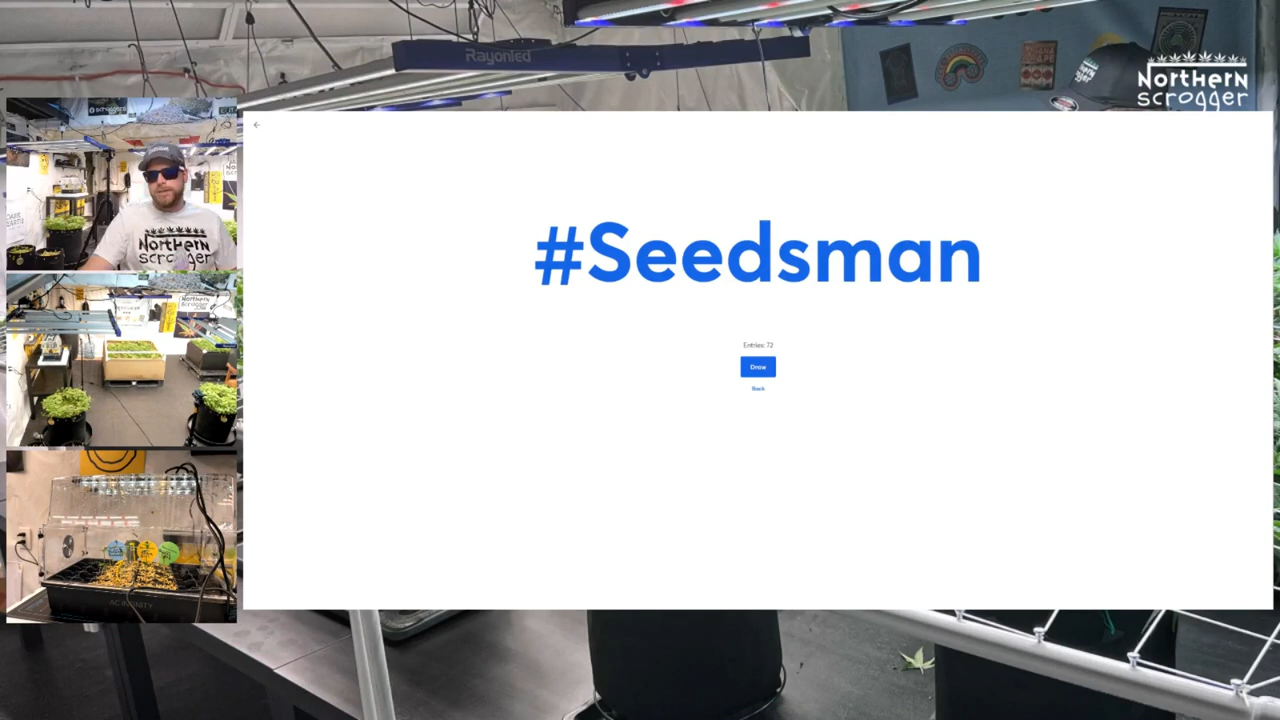 Rayonled
NortherN
scrogger
←
#Seedsman
Entries: 72
Draw
Back
NortherN
scrogger
AC INFINITY